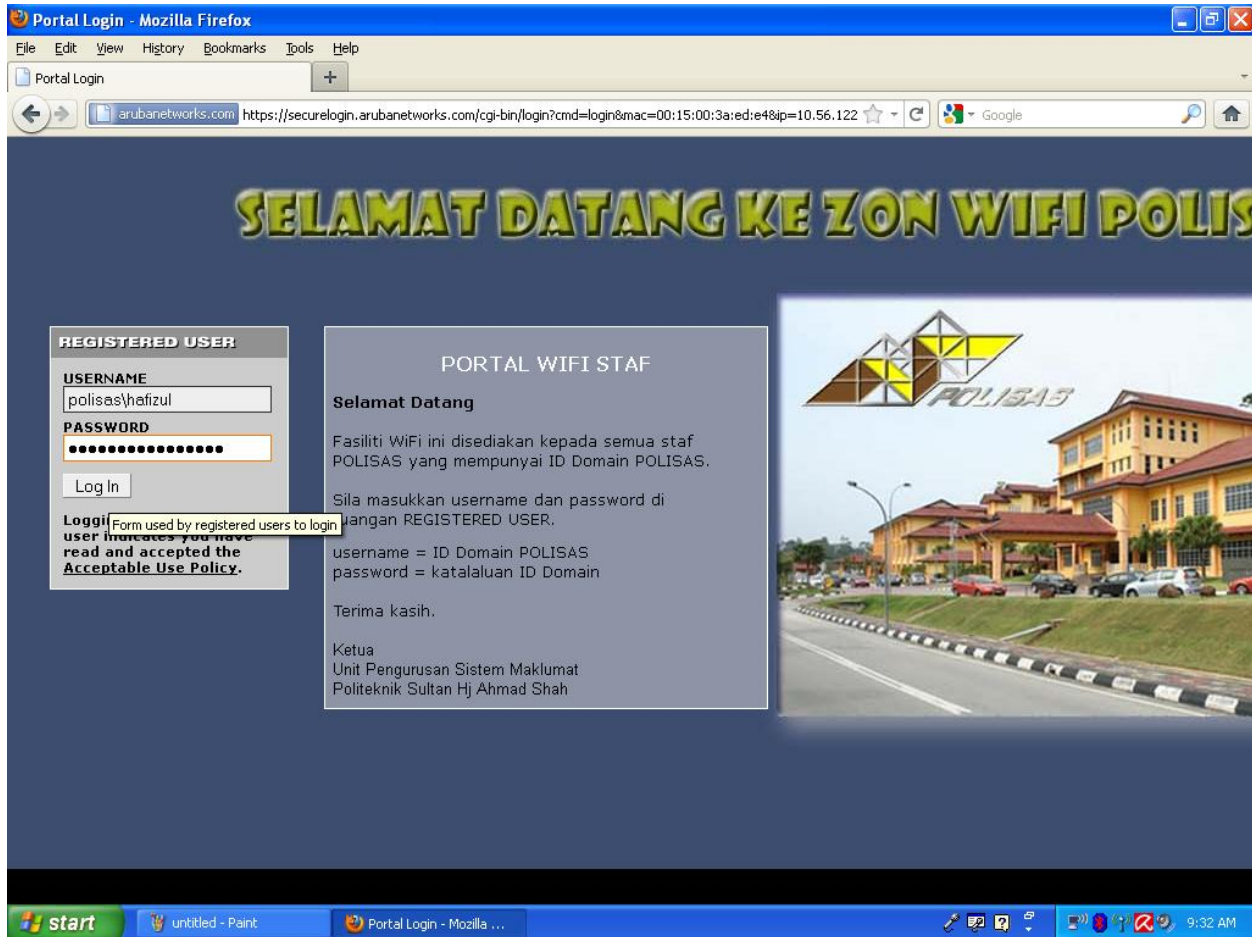 Portal Login - Mozilla Firefox
File Edit View History Bookmarks Tools Help
Portal Login
arubanetworks.com https://securelogin.arubanetworks.com/cgi-bin/login?cmd=login&mac=00:15:00:3a:ed:e4&ip=10.56.122
Google
SELAMAT DATANG KE ZON WIFI POLIS
POLISAS
REGISTERED USER
USERNAME
polisas\hafizul
PASSWORD
•••••••••••••••••
Log In
Form used by registered users to login
user indicates you have
read and accepted the
Acceptable Use Policy.
PORTAL WIFI STAF
Selamat Datang
Fasiliti WiFi ini disediakan kepada semua staf
POLISAS yang mempunyai ID Domain POLISAS.
Sila masukkan username dan password di
ruangan REGISTERED USER.
username = ID Domain POLISAS
password = katalaluan ID Domain
Terima kasih.
Ketua
Unit Pengurusan Sistem Maklumat
Politeknik Sultan Hj Ahmad Shah
start
untitled - Paint
Portal Login - Mozilla ...
9:32 AM